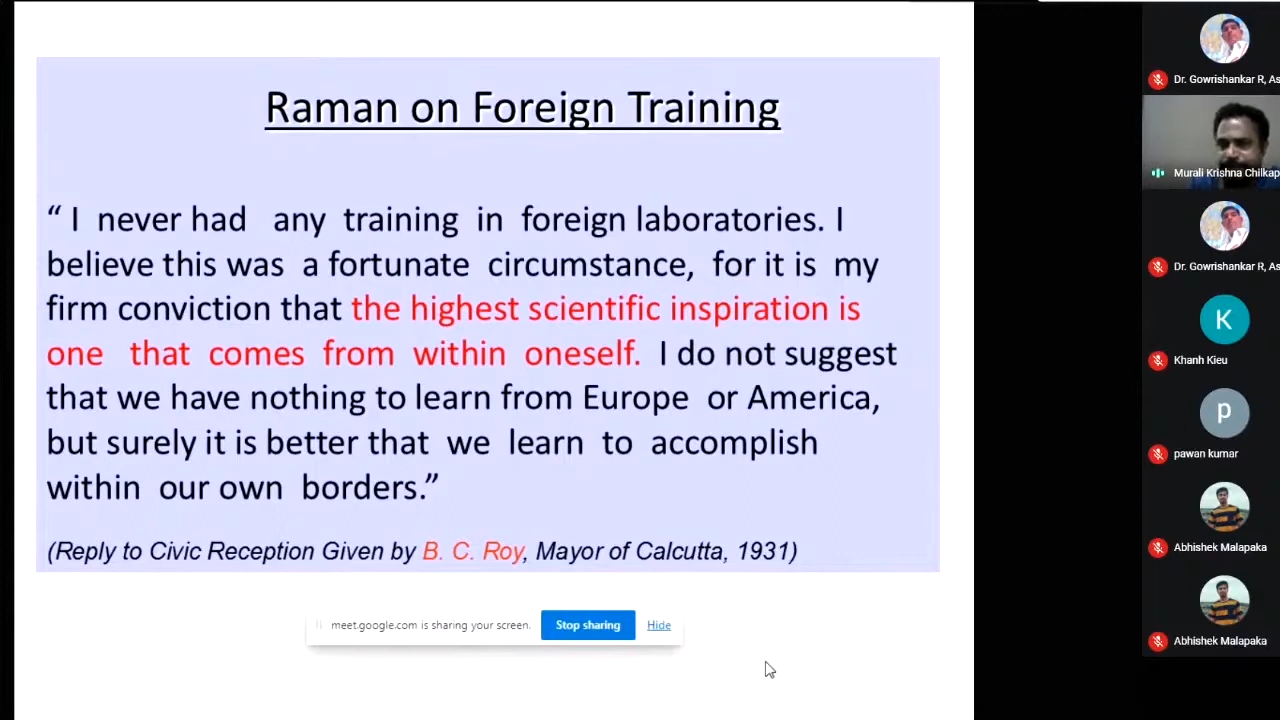 Raman on Foreign Training
“ I never had any training in foreign laboratories. I
believe this was a fortunate circumstance, for it is my
firm conviction that the highest scientific inspiration is
one that comes from within oneself. I do not suggest
that we have nothing to learn from Europe or America,
but surely it is better that we learn to accomplish
within our own borders.”
(Reply to Civic Reception Given by B. C. Roy, Mayor of Calcutta, 1931)
meet.google.com is sharing your screen. Stop sharing Hide
Dr. Gowrishankar R, As
Murali Krishna Chilkap
Dr. Gowrishankar R, As
K
Khanh Kieu
p
pawan kumar
Abhishek Malapaka
Abhishek Malapaka